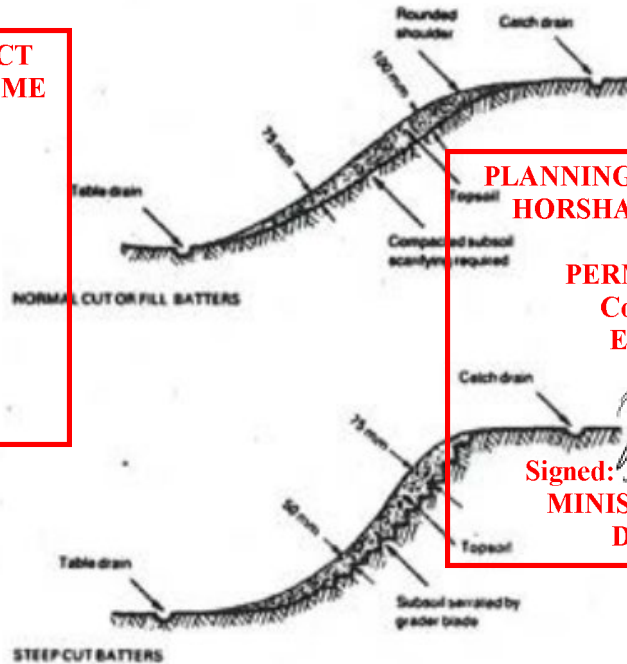 CT
ME
Rounded
shoulder
Catch drain
100 mm
75 mm
Table drain
Topsoil
Compacted subsoil
scarifying required
NORMAL CUT OR FILL BATTERS
PLANNING
HORSHA
PERM
Co
E
Signed:
MINIS
D
Catch drain
75 mm
50 mm
Table drain
Topsoil
Subsoil serrated by
grader blade
STEEP CUT BATTERS